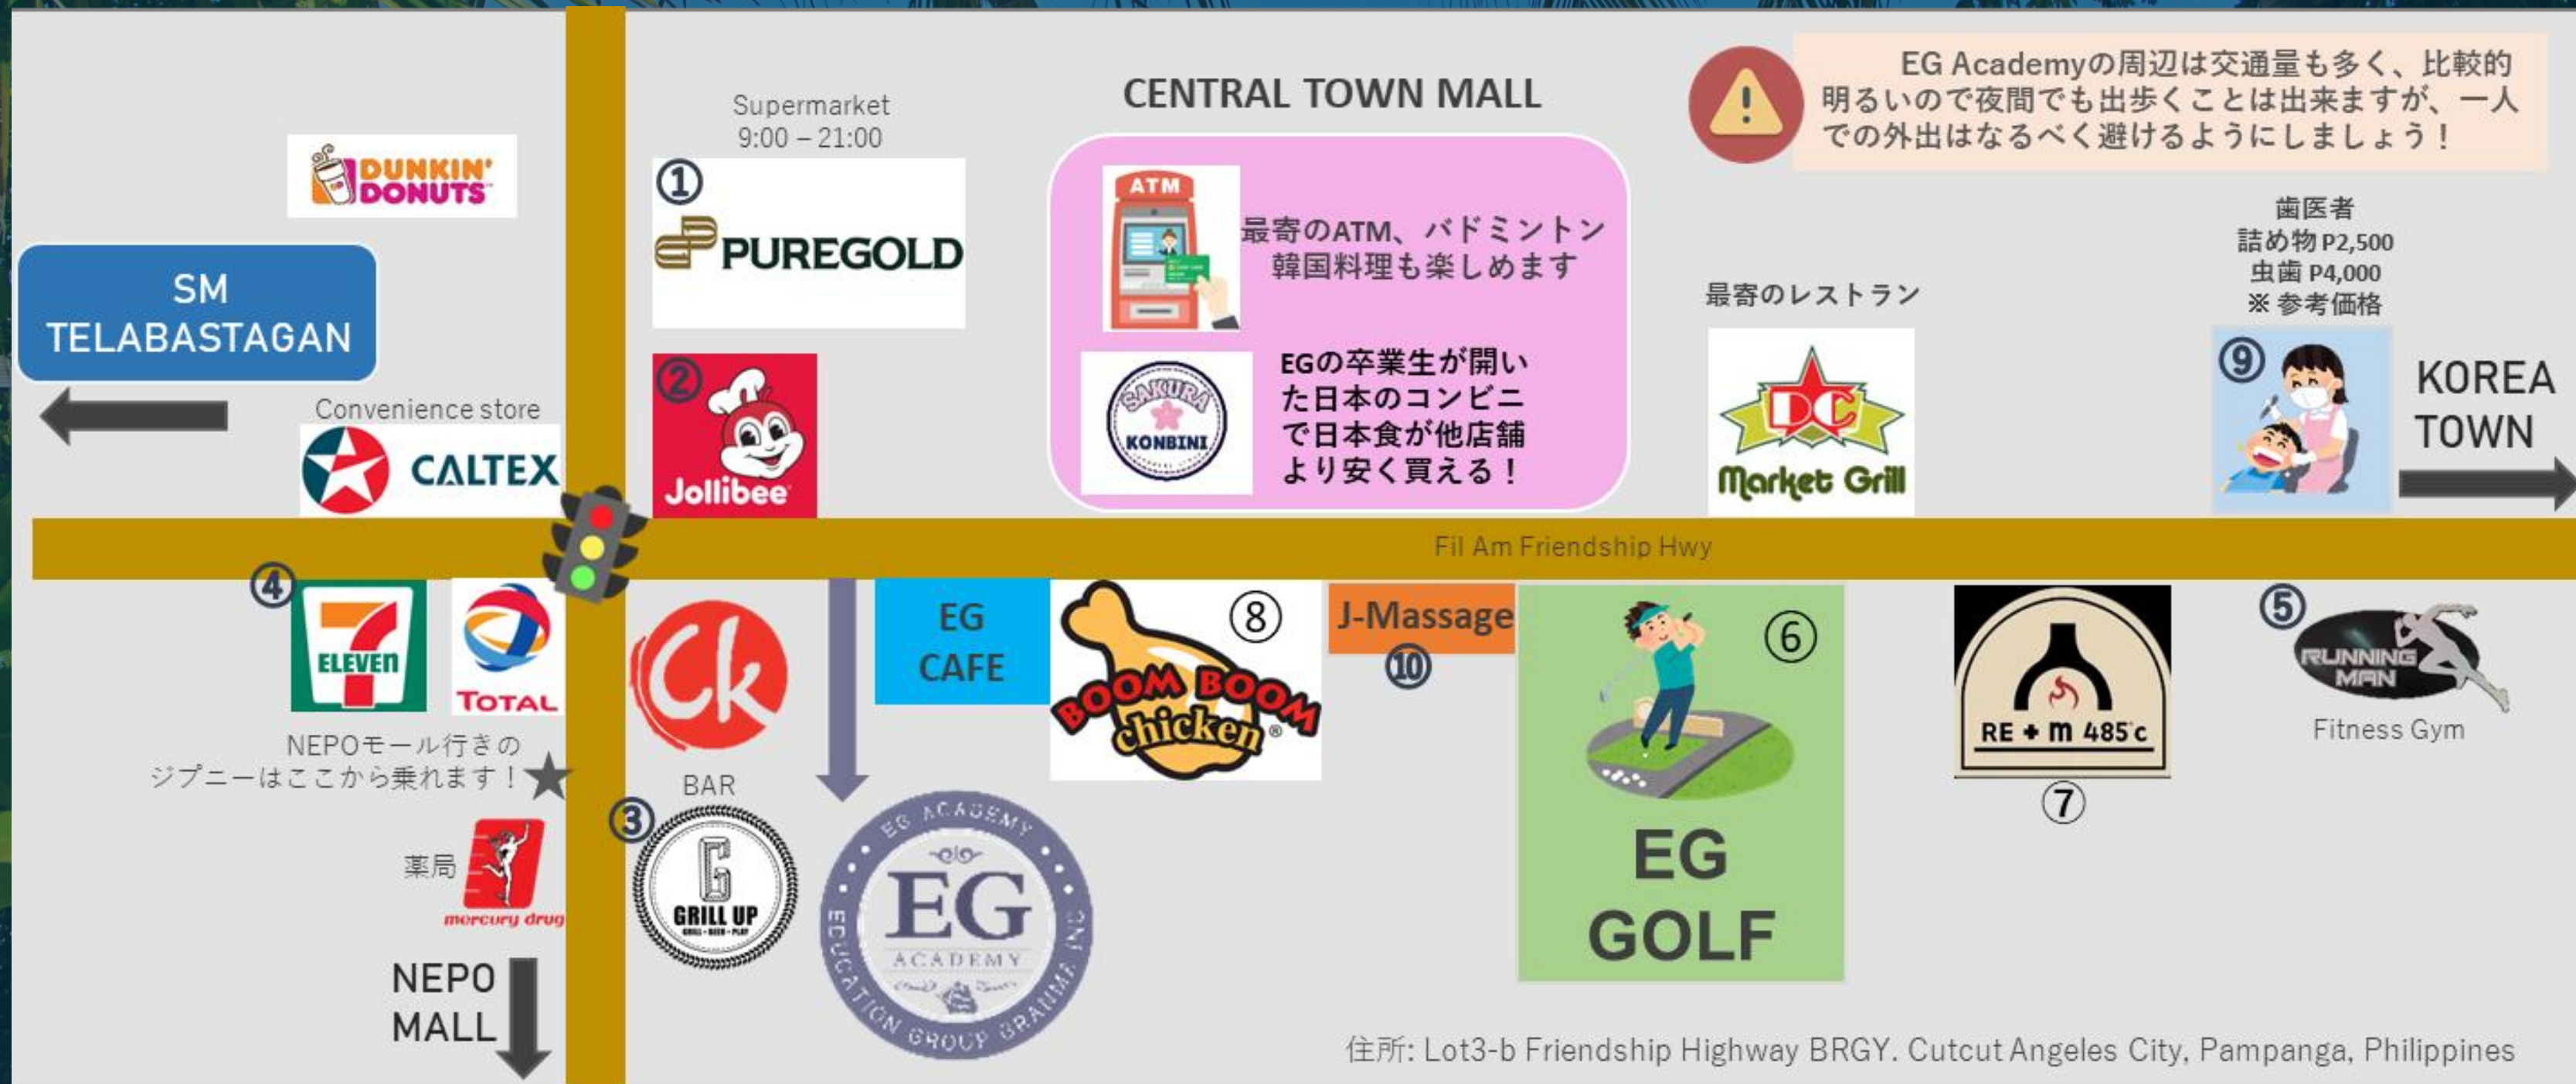 EG Academyの周辺は交通量も多く、比較的
明るいので夜間でも出歩くことは出来ますが、一人
での外出はなるべく避けるようにしましょう！
DUNKIN'
DONUTS
SM
TELABASTAGAN
Convenience store
CALTEX
Supermarket
9:00 – 21:00
①
PUREGOLD
②
Jollibee
CENTRAL TOWN MALL
ATM
最寄のATM、バドミントン
韓国料理も楽しめます
SAKURA
KONBINI
EGの卒業生が開い
た日本のコンビニ
で日本食が他店舗
より安く買える！
最寄のレストラン
DC
Market Grill
歯医者
詰め物 P2,500
虫歯 P4,000
※ 参考価格
⑨
KOREA
TOWN
Fil Am Friendship Hwy
④
7
ELEVEN
TOTAL
NEPOモール行きの
ジプニーはここから乗れます！
薬局
mercury drug
NEPO
MALL
Ck
BAR
③
G
GRILL UP
GRILL - BEER - PLAY
EG
CAFE
EG ACADEMY
EG
ACADEMY
EDUCATION GROUP GRANMA INC
⑧
BOOM BOOM
chicken®
J-Massage
⑩
⑥
EG
GOLF
RE + m 485°c
⑦
⑤
RUNNING
MAN
Fitness Gym
住所: Lot3-b Friendship Highway BRGY. Cutcut Angeles City, Pampanga, Philippines